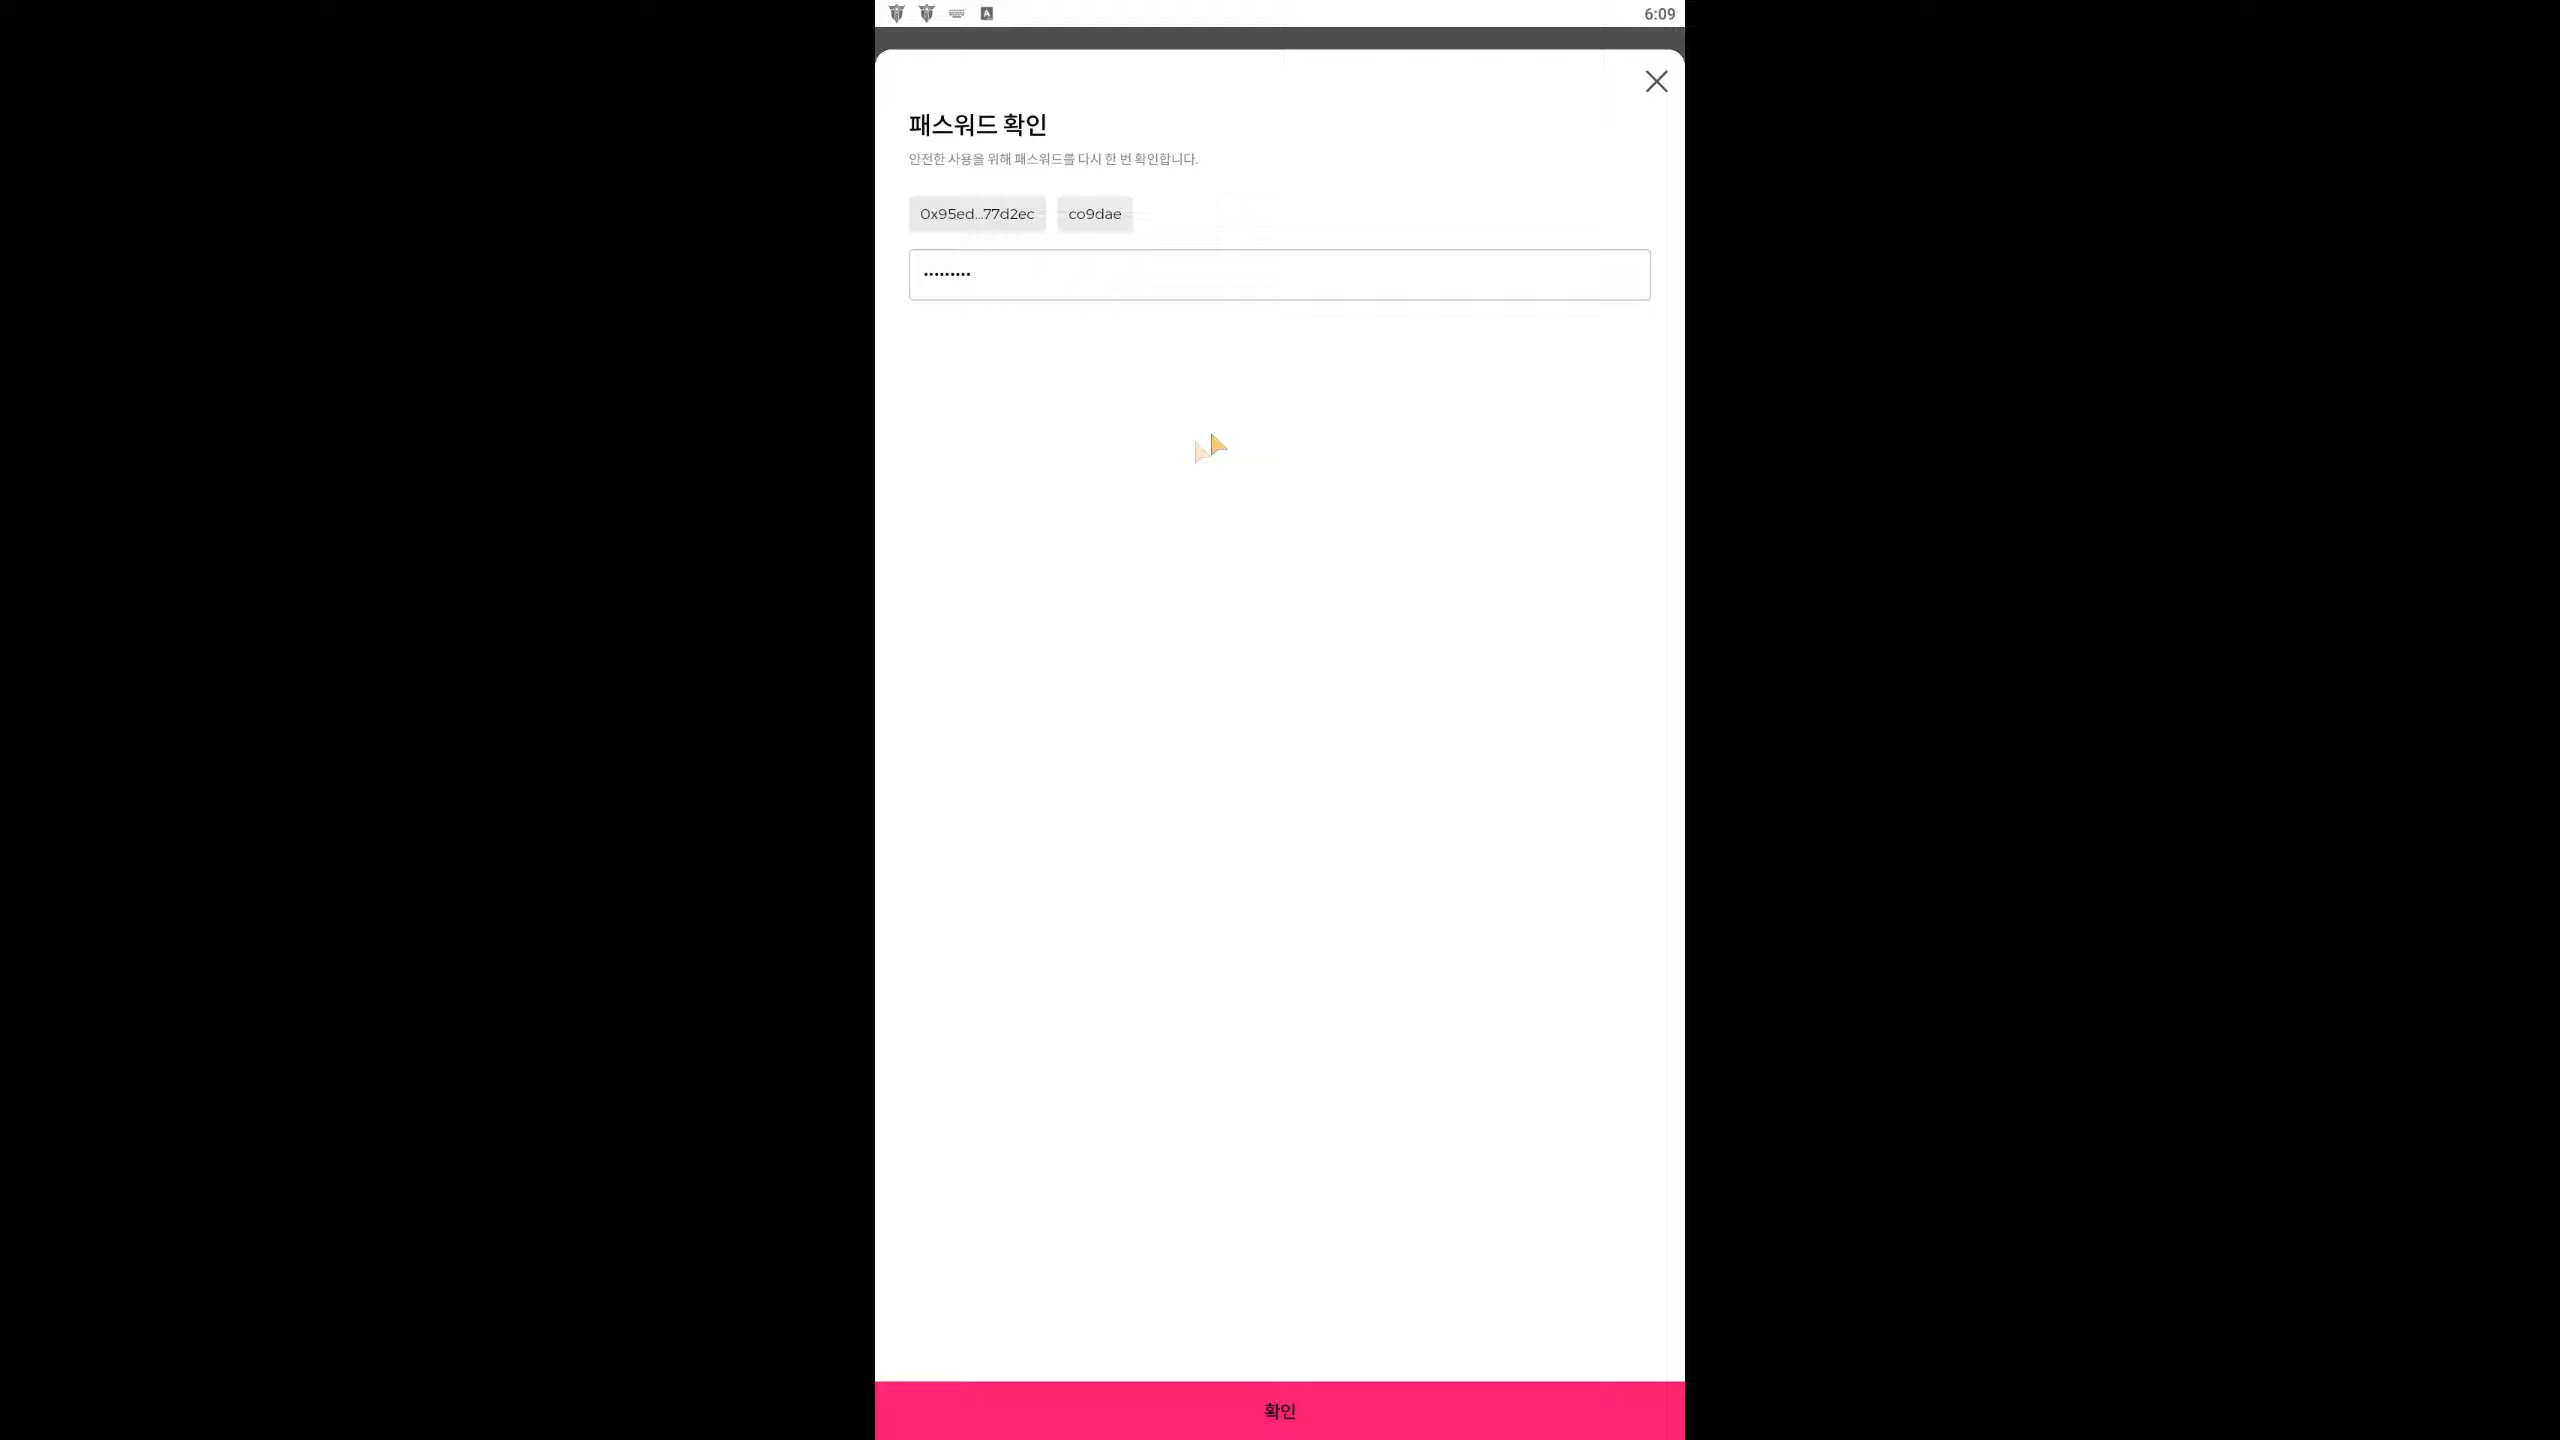 6:09
패스워드 확인
안전한 사용을 위해 패스워드를 다시 한 번 확인합니다.
0x95ed...77d2ec co9dae
•••••••••
확인